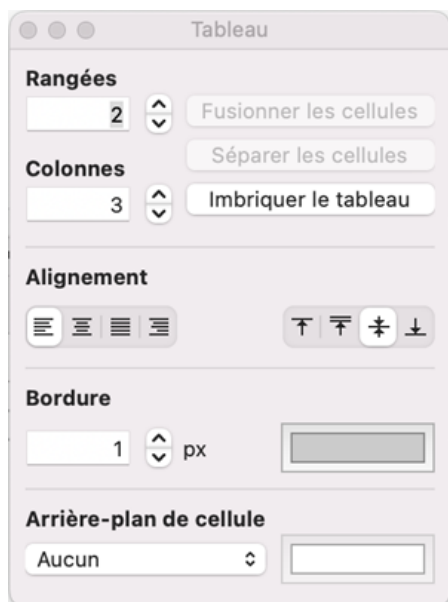 Tableau
Rangées
2
Fusionner les cellules
Séparer les cellules
Colonnes
3
Imbriquer le tableau
Alignement
Bordure
1 px
Arrière-plan de cellule
Aucun